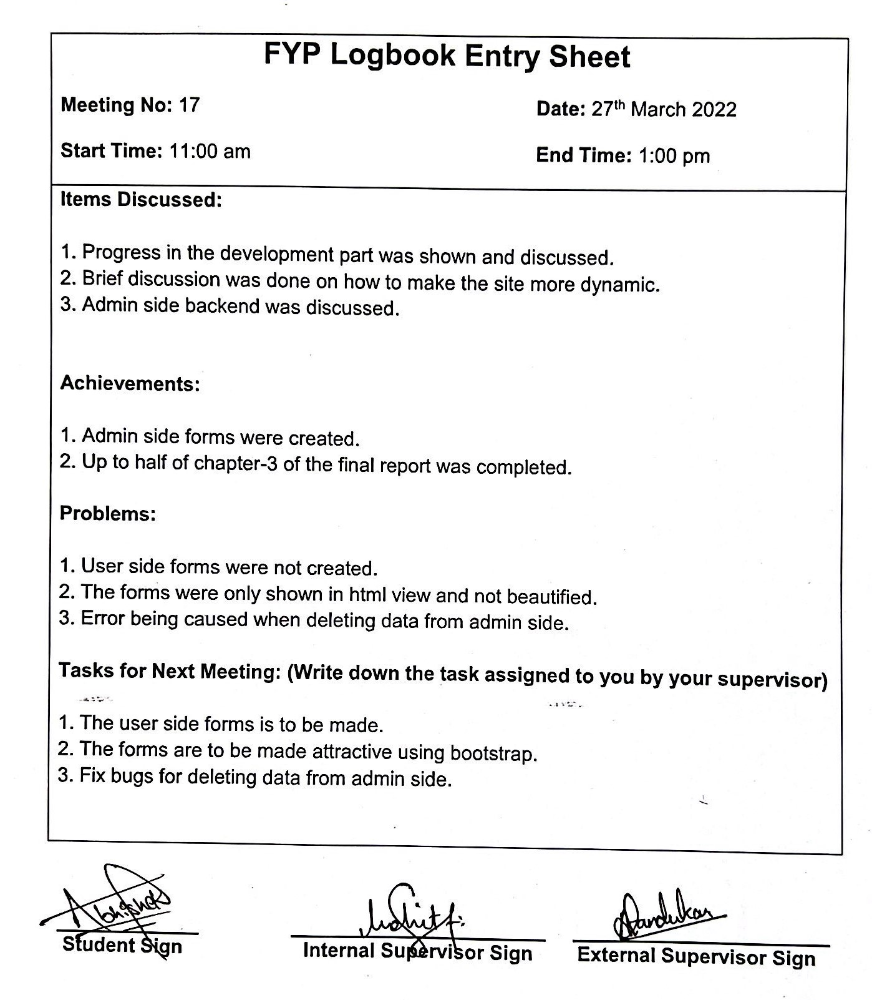 FYP Logbook Entry Sheet
Meeting No: 17
Date: 27th March 2022
Start Time: 11:00 am
End Time: 1:00 pm
Items Discussed:
1. Progress in the development part was shown and discussed.
2. Brief discussion was done on how to make the site more dynamic.
3. Admin side backend was discussed.
Achievements:
1. Admin side forms were created.
2. Up to half of chapter-3 of the final report was completed.
Problems:
1. User side forms were not created.
2. The forms were only shown in html view and not beautified.
3. Error being caused when deleting data from admin side.
Tasks for Next Meeting: (Write down the task assigned to you by your supervisor)
1. The user side forms is to be made.
2. The forms are to be made attractive using bootstrap.
3. Fix bugs for deleting data from admin side.
Abhishek
Student Sign
Internal Supervisor Sign
External Supervisor Sign